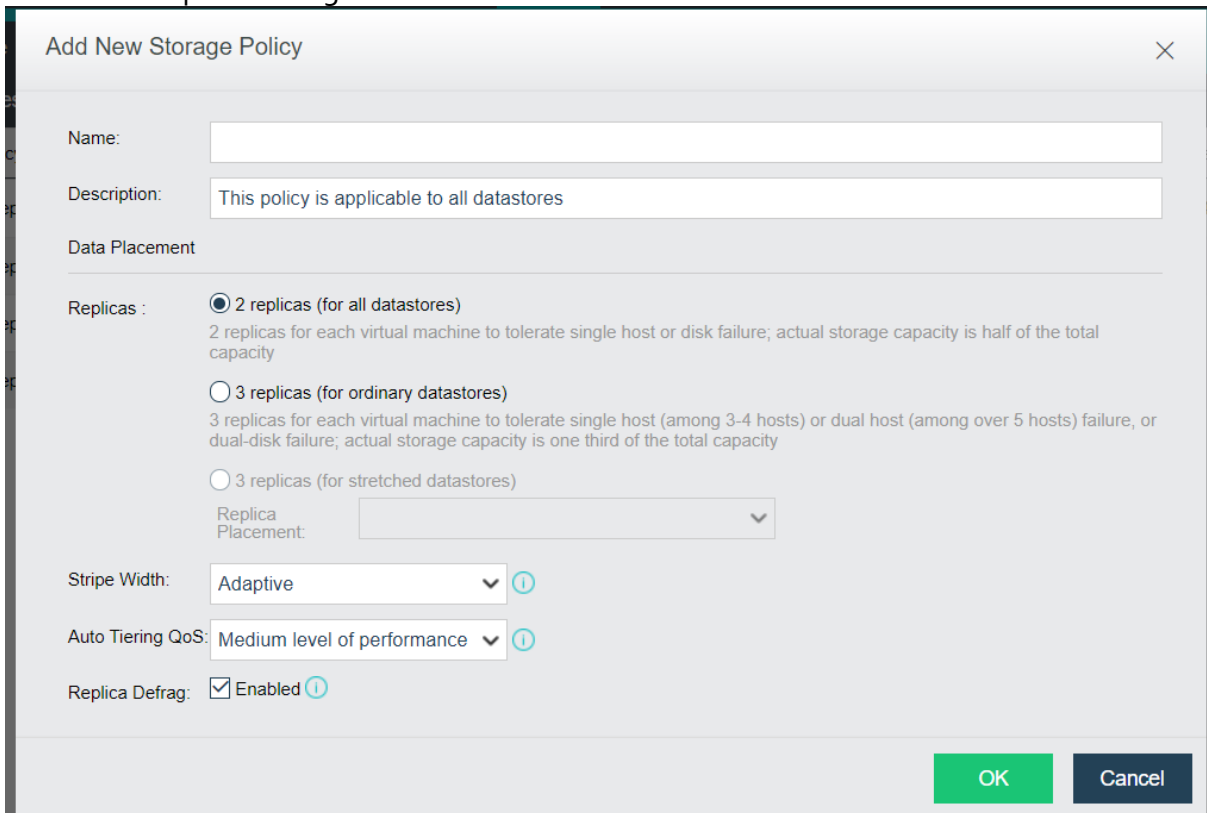 Add New Storage Policy
Name:
Description: This policy is applicable to all datastores
Data Placement
Replicas : 2 replicas (for all datastores)
2 replicas for each virtual machine to tolerate single host or disk failure; actual storage capacity is half of the total
capacity
3 replicas (for ordinary datastores)
3 replicas for each virtual machine to tolerate single host (among 3-4 hosts) or dual host (among over 5 hosts) failure, or
dual-disk failure; actual storage capacity is one third of the total capacity
3 replicas (for stretched datastores)
Replica
Placement:
Stripe Width: Adaptive
Auto Tiering QoS: Medium level of performance
Replica Defrag: Enabled
OK Cancel